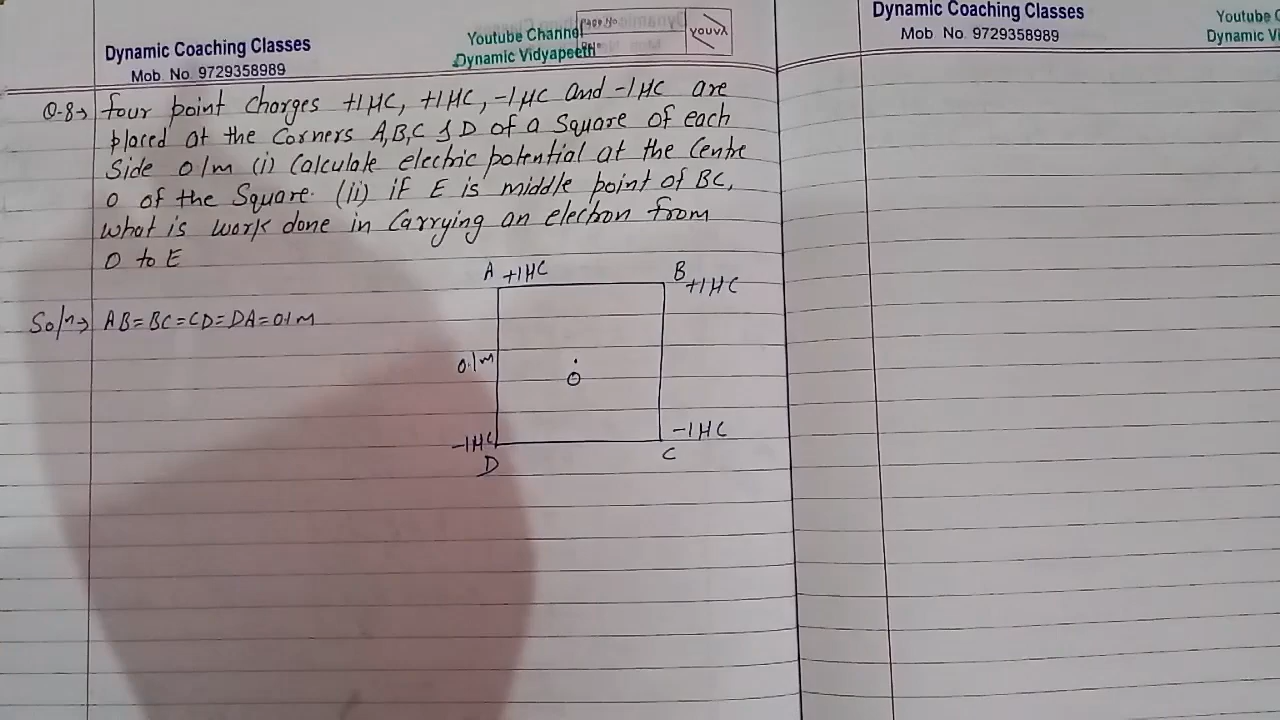 Dynamic Coaching Classes
Mob. No. 9729358989
Youtube Channel
Dynamic Vidyapeeth
Page No.
youva
Q.8→ four point Charges +1μC, +1μC, -1μC and -1μC are
placed at the Corners A,B,C & D of a Square of each
Side 0.1m (i) Calculate electric potential at the Centre
O of the Square. (ii) if E is middle point of BC,
what is work done in Carrying an electron from
O to E
Soln→ AB=BC=CD=DA=0.1m
A +1μC
B
+1μC
0.1m
O
-1μC
D
-1μC
C
Dynamic Coaching Classes
Mob. No. 9729358989
Youtube C
Dynamic Vi